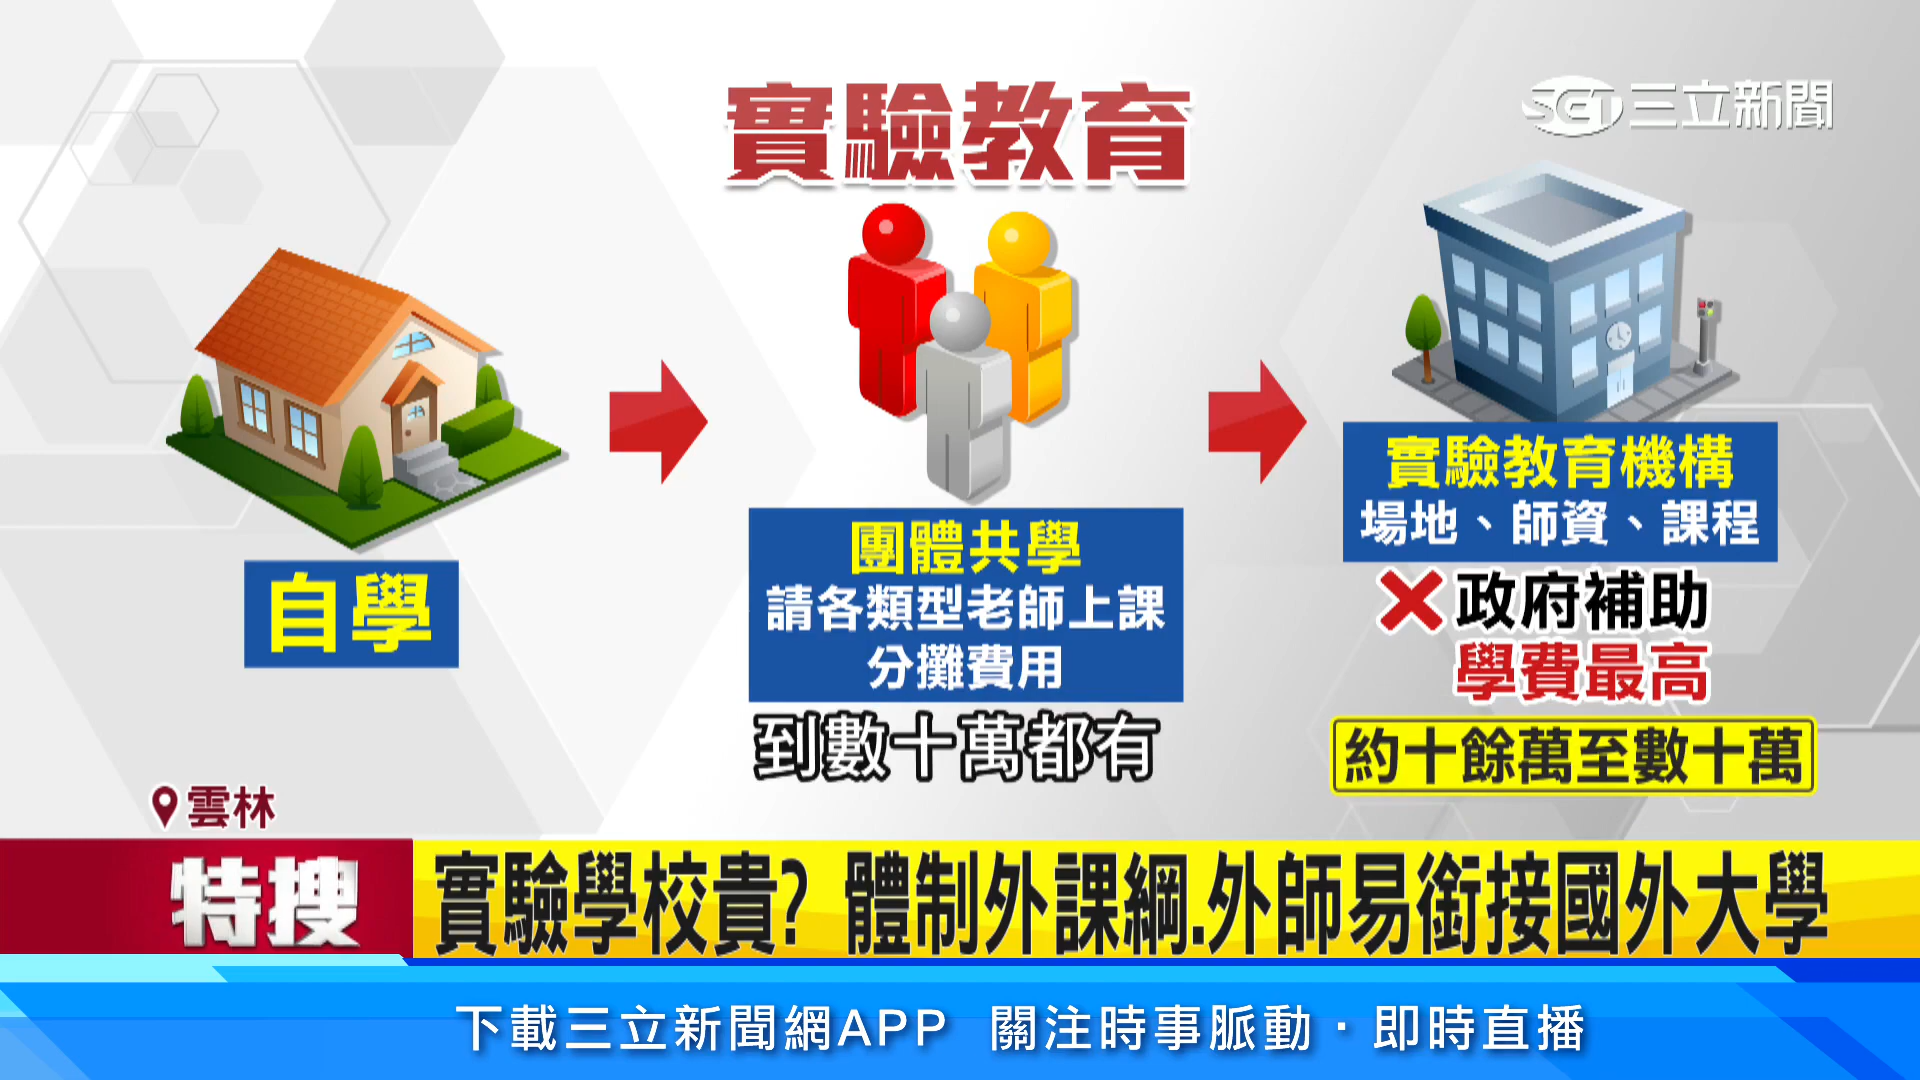 實驗教育
SET三立新聞
自學
團體共學
請各類型老師上課
分攤費用
實驗教育機構
場地、師資、課程
政府補助
學費最高
到數十萬都有
約十餘萬至數十萬
雲林
特搜
實驗學校貴? 體制外課綱.外師易銜接國外大學
下載三立新聞網APP 關注時事脈動·即時直播